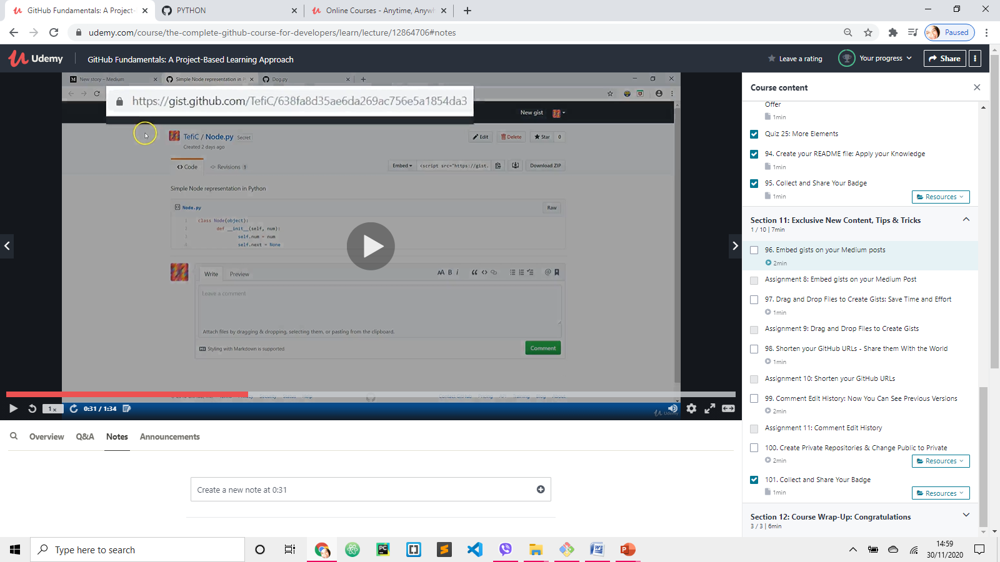 GitHub Fundamentals: A Project-
PYTHON
Online Courses - Anytime, Anywh
udemy.com/course/the-complete-github-course-for-developers/learn/lecture/12864706#notes
Paused
Udemy
GitHub Fundamentals: A Project-Based Learning Approach
Leave a rating
Your progress
Share
New story – Medium
Simple Node representation in P
Dog.py
https://gist.github.com/TefiC/638fa8d35ae6da269ac756e5a1854da3
New gist
TefiC / Node.py
Secret
Created 2 days ago
Edit
Delete
Star
0
Code
Revisions
1
Embed
<script src="https://gist.
Download ZIP
Simple Node representation in Python
Node.py
Raw
1 class Node(object):
2 def __init__(self, num):
3 self.num = num
4 self.next = None
Write
Preview
AA B i
Leave a comment
Attach files by dragging & dropping, selecting them, or pasting from the clipboard.
Styling with Markdown is supported
Comment
Security Status Help
Contact GitHub Pricing API Training Blog About
1 x
0:31 / 1:34
Udemy
Overview
Q&A
Notes
Announcements
Create a new note at 0:31
Course content
Offer
1min
Quiz 25: More Elements
94. Create your README file: Apply your Knowledge
1min
95. Collect and Share Your Badge
1min
Resources
Section 11: Exclusive New Content, Tips & Tricks
1 / 10 | 7min
96. Embed gists on your Medium posts
2min
Assignment 8: Embed gists on your Medium Post
97. Drag and Drop Files to Create Gists: Save Time and Effort
1min
Assignment 9: Drag and Drop Files to Create Gists
98. Shorten your GitHub URLs - Share them With the World
1min
Assignment 10: Shorten your GitHub URLs
99. Comment Edit History: Now You Can See Previous Versions
2min
Assignment 11: Comment Edit History
100. Create Private Repositories & Change Public to Private
2min
Resources
101. Collect and Share Your Badge
1min
Resources
Section 12: Course Wrap-Up: Congratulations
3 / 3 | 6min
Type here to search
14:59
30/11/2020